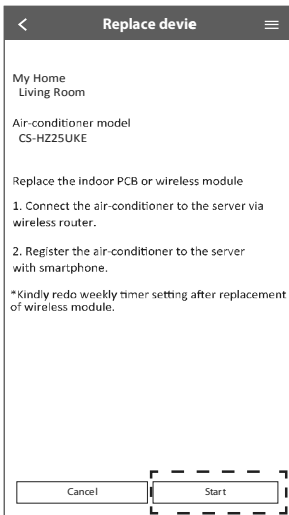 Replace devie
My Home
Living Room
Air-conditioner model
CS-HZ25UKE
Replace the indoor PCB or wireless module
1. Connect the air-conditioner to the server via
wireless router.
2. Register the air-conditioner to the server
with smartphone.
*Kindly redo weekly timer setting after replacement
of wireless module.
Cancel
Start